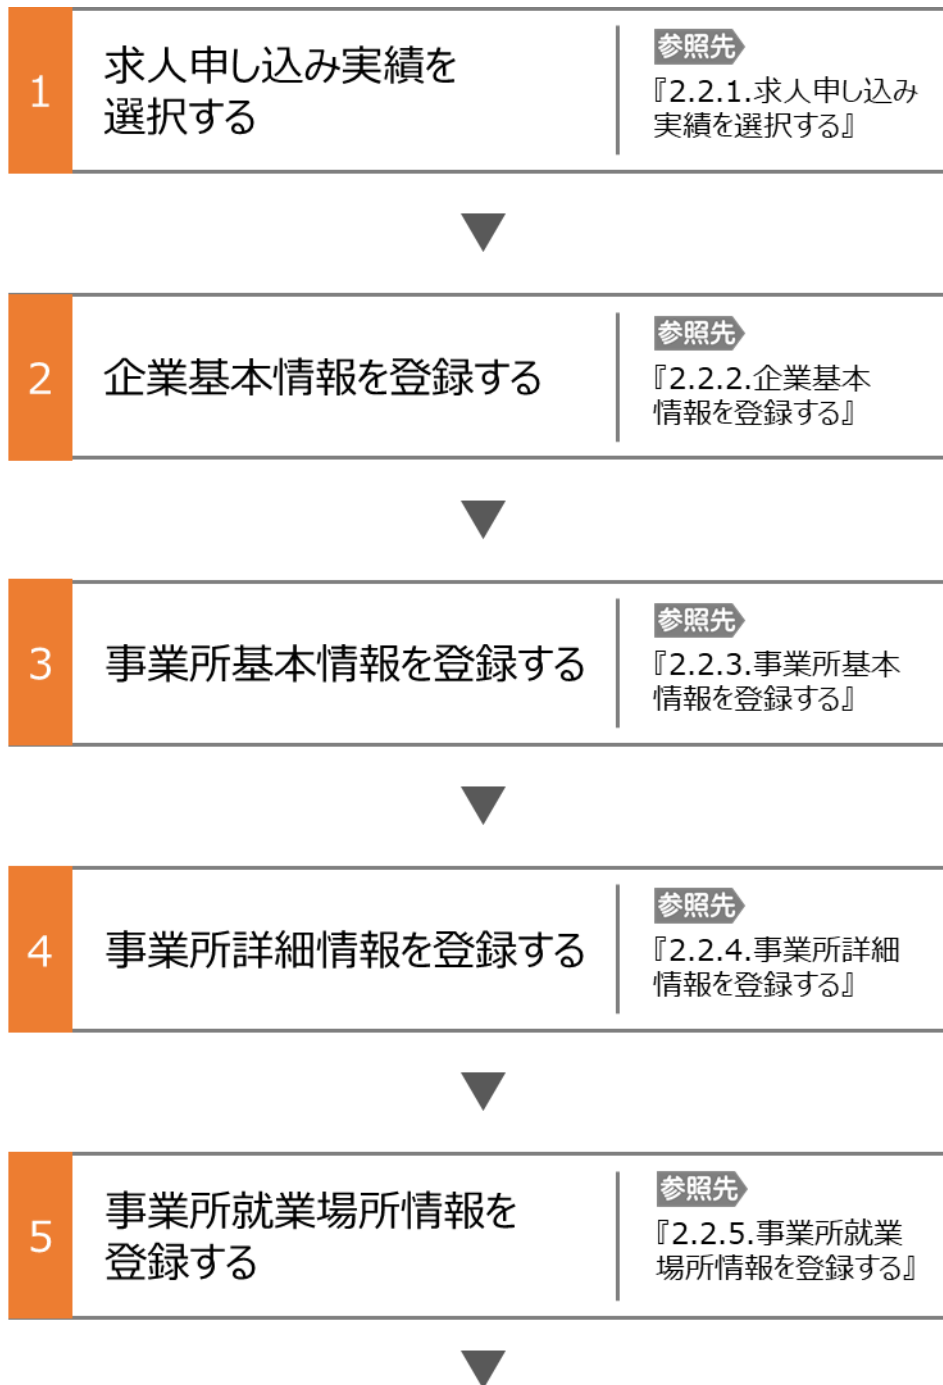 1
求人申し込み実績を
選択する
参照先
『2.2.1.求人申し込み
実績を選択する』
2
企業基本情報を登録する
参照先
『2.2.2.企業基本
情報を登録する』
3
事業所基本情報を登録する
参照先
『2.2.3.事業所基本
情報を登録する』
4
事業所詳細情報を登録する
参照先
『2.2.4.事業所詳細
情報を登録する』
5
事業所就業場所情報を
登録する
参照先
『2.2.5.事業所就業
場所情報を登録する』